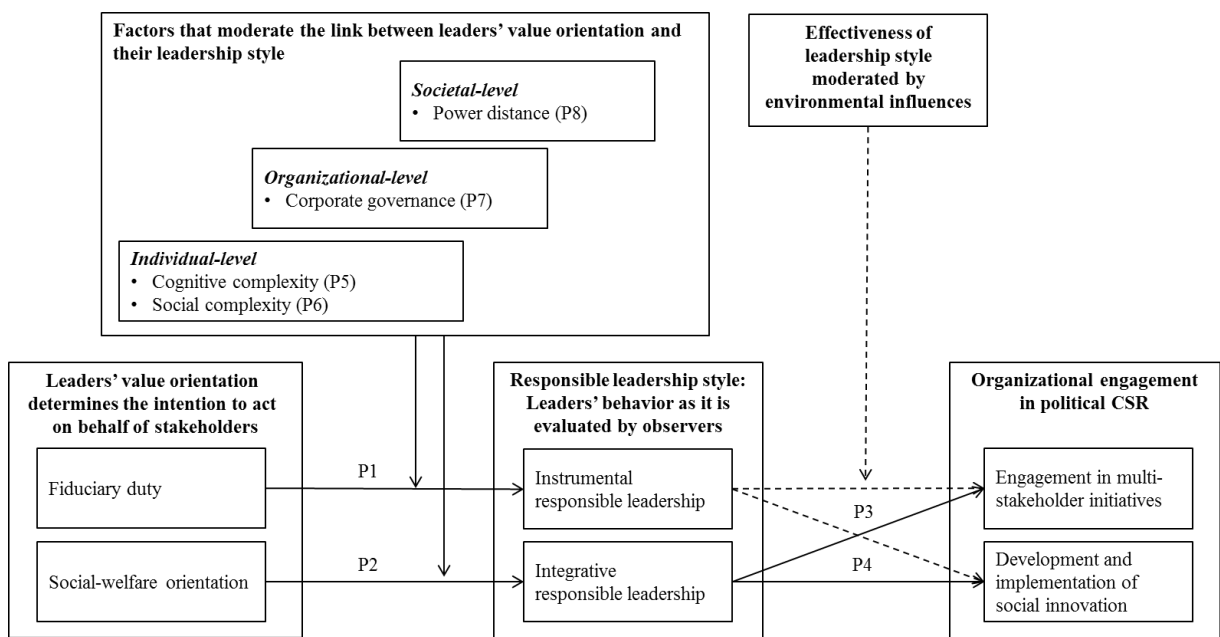 Factors that moderate the link between leaders' value orientation and
their leadership style
Societal-level
• Power distance (P8)
Organizational-level
• Corporate governance (P7)
Individual-level
• Cognitive complexity (P5)
• Social complexity (P6)
Effectiveness of
leadership style
moderated by
environmental influences
Leaders' value orientation
determines the intention to act
on behalf of stakeholders
Fiduciary duty
Social-welfare orientation
P1
P2
Responsible leadership style:
Leaders' behavior as it is
evaluated by observers
Instrumental
responsible leadership
Integrative
responsible leadership
P3
P4
Organizational engagement
in political CSR
Engagement in multi-
stakeholder initiatives
Development and
implementation of
social innovation